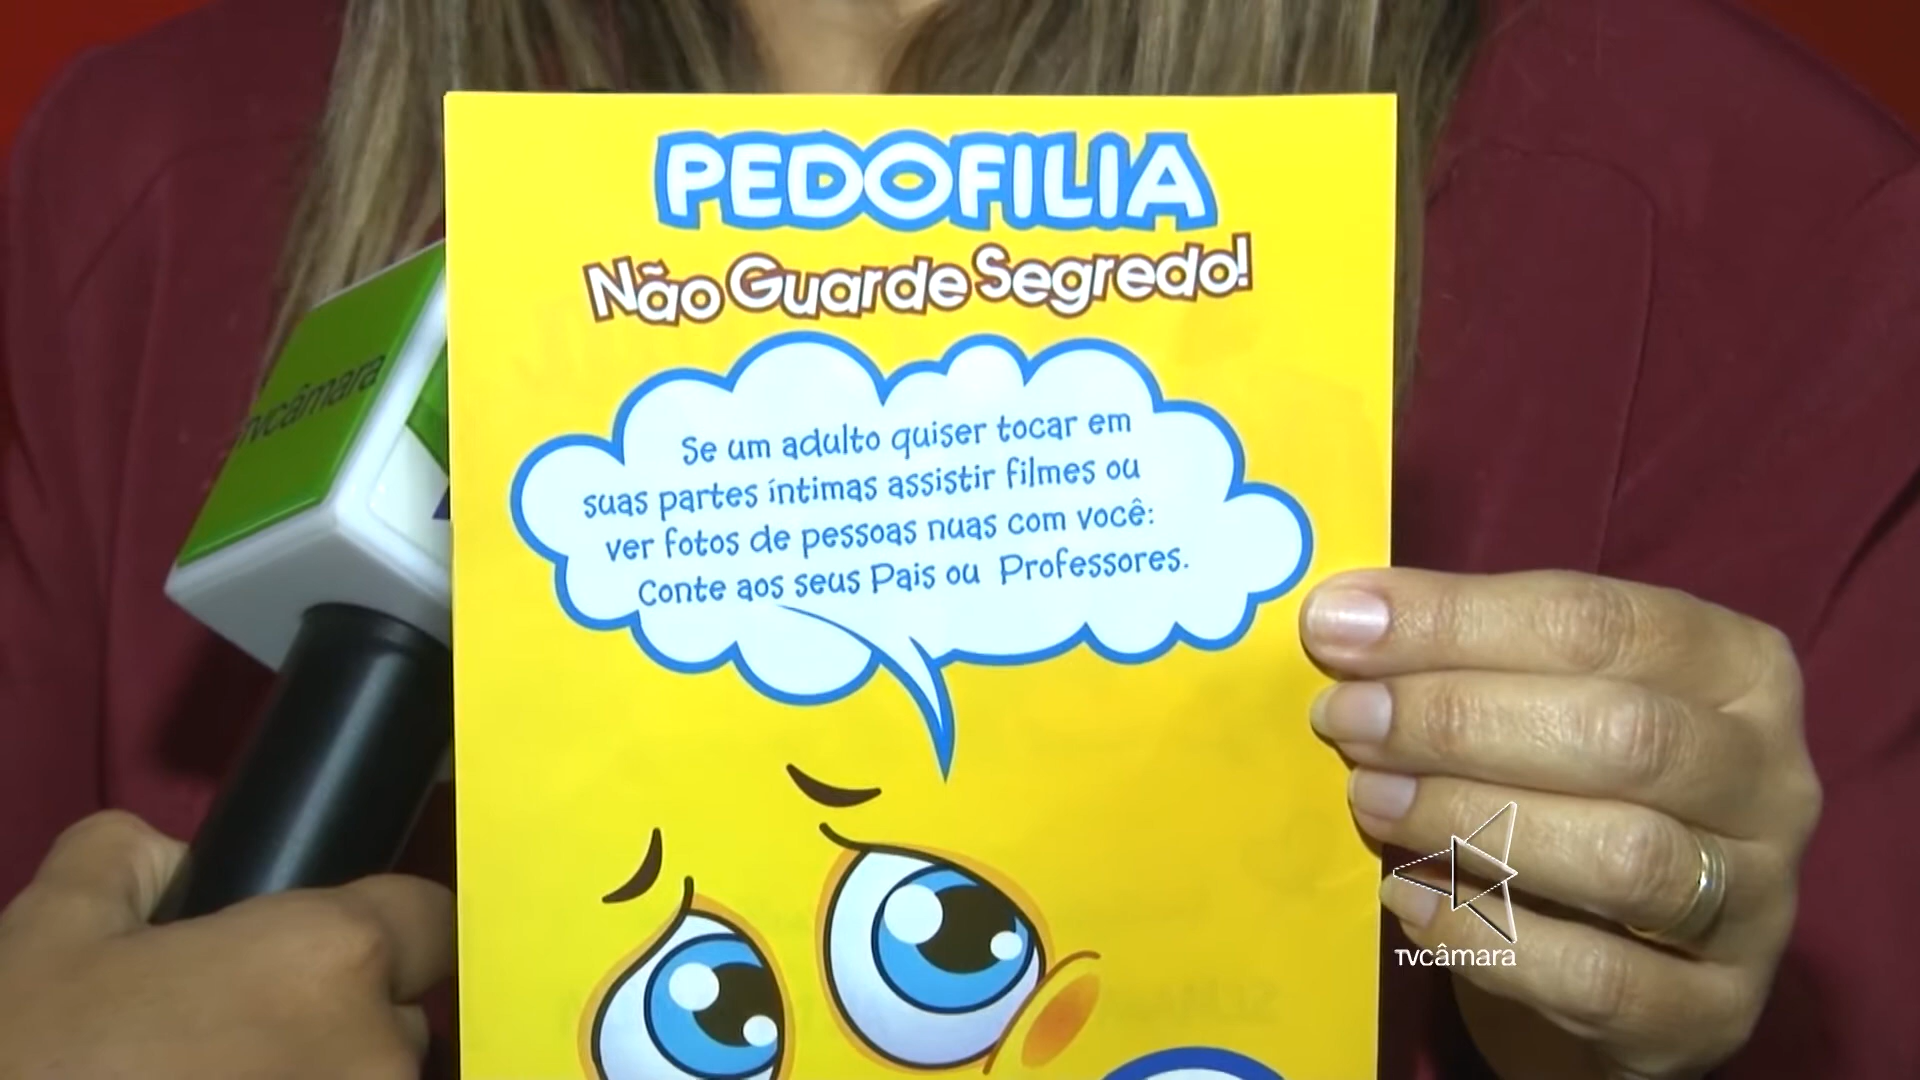 PEDOFILIA
Não Guarde Segredo!
Se um adulto quiser tocar em
suas partes íntimas assistir filmes ou
ver fotos de pessoas nuas com você:
Conte aos seus Pais ou Professores.
TVcâmara
TVcâmara